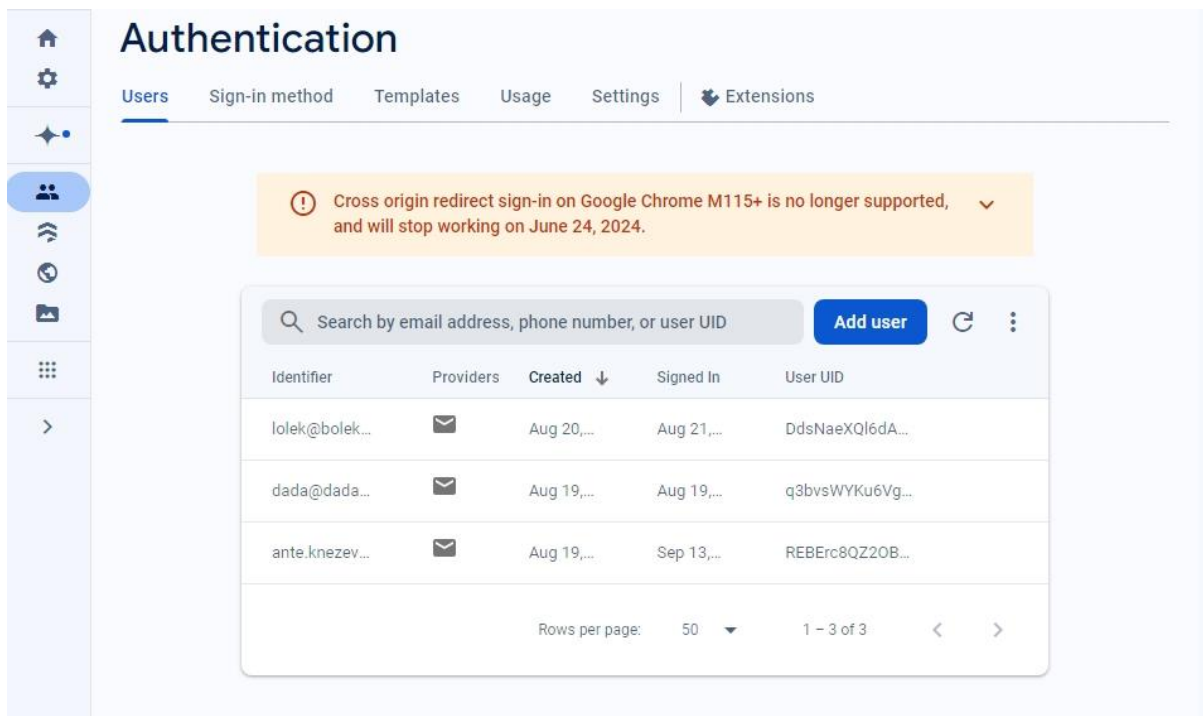 Authentication
Users Sign-in method Templates Usage Settings Extensions
Cross origin redirect sign-in on Google Chrome M115+ is no longer supported,
and will stop working on June 24, 2024.
Search by email address, phone number, or user UID Add user
Identifier Providers Created Signed In User UID
lolek@bolek... Aug 20,... Aug 21,... DdsNaeXQl6dA...
dada@dada... Aug 19,... Aug 19,... q3bvsWYKu6Vg...
ante.knezev... Aug 19,... Sep 13,... REBErc8QZ2OB...
Rows per page: 50 1 – 3 of 3